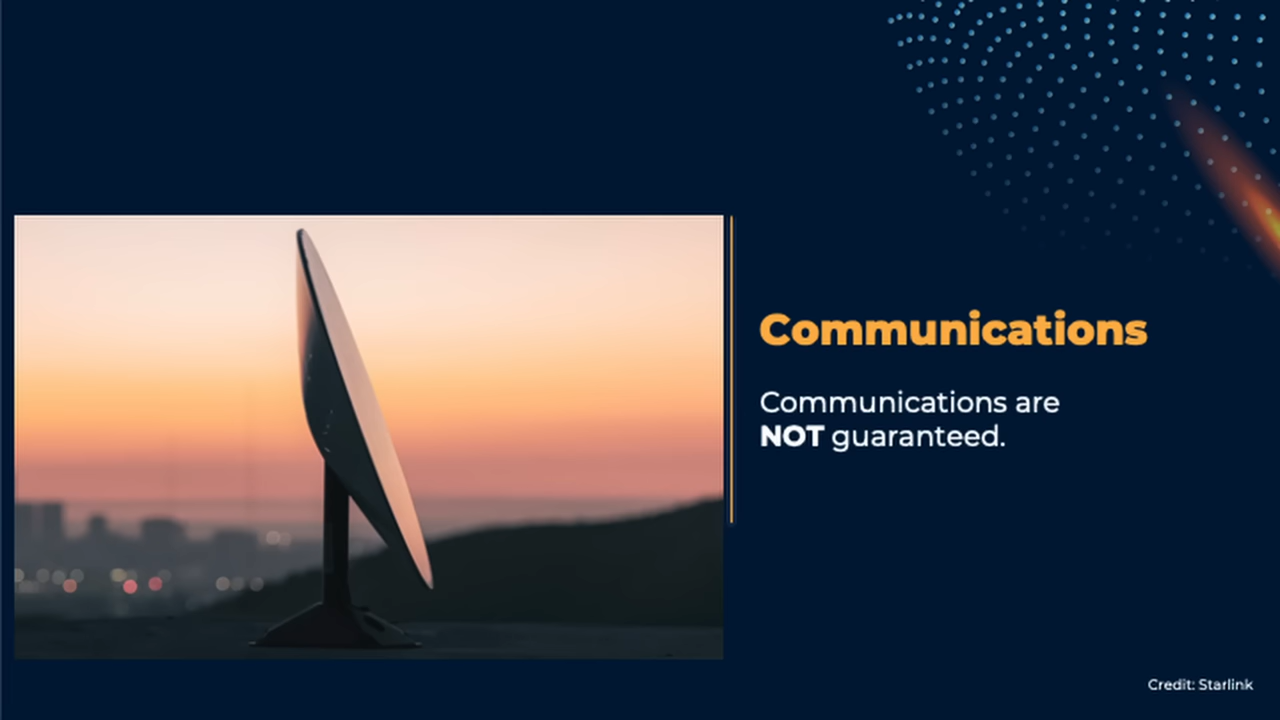 Communications
Communications are
NOT guaranteed.
Credit: Starlink